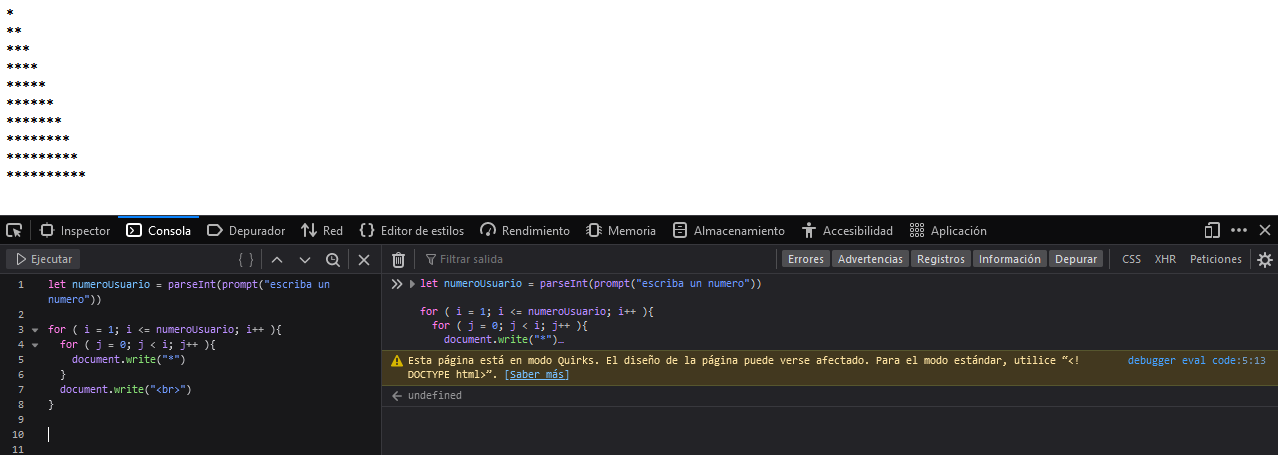 *
**
***
****
*****
******
*******
********
*********
**********
Inspector Consola Depurador Red Editor de estilos Rendimiento Memoria Almacenamiento Accesibilidad Aplicación
Ejecutar
Filtrar salida Errores Advertencias Registros Información Depurar CSS XHR Peticiones
1 let numeroUsuario = parseInt(prompt("escriba un
numero"))
2
3 for ( i = 1; i <= numeroUsuario; i++ ){
4 for ( j = 0; j < i; j++ ){
5 document.write("*")
6 }
7 document.write("<br>")
8 }
9
10
11
let numeroUsuario = parseInt(prompt("escriba un numero"))
for ( i = 1; i <= numeroUsuario; i++ ){
for ( j = 0; j < i; j++ ){
document.write("*")…
Esta página está en modo Quirks. El diseño de la página puede verse afectado. Para el modo estándar, utilice “<! debugger eval code:5:13
DOCTYPE html>”. [Saber más]
undefined